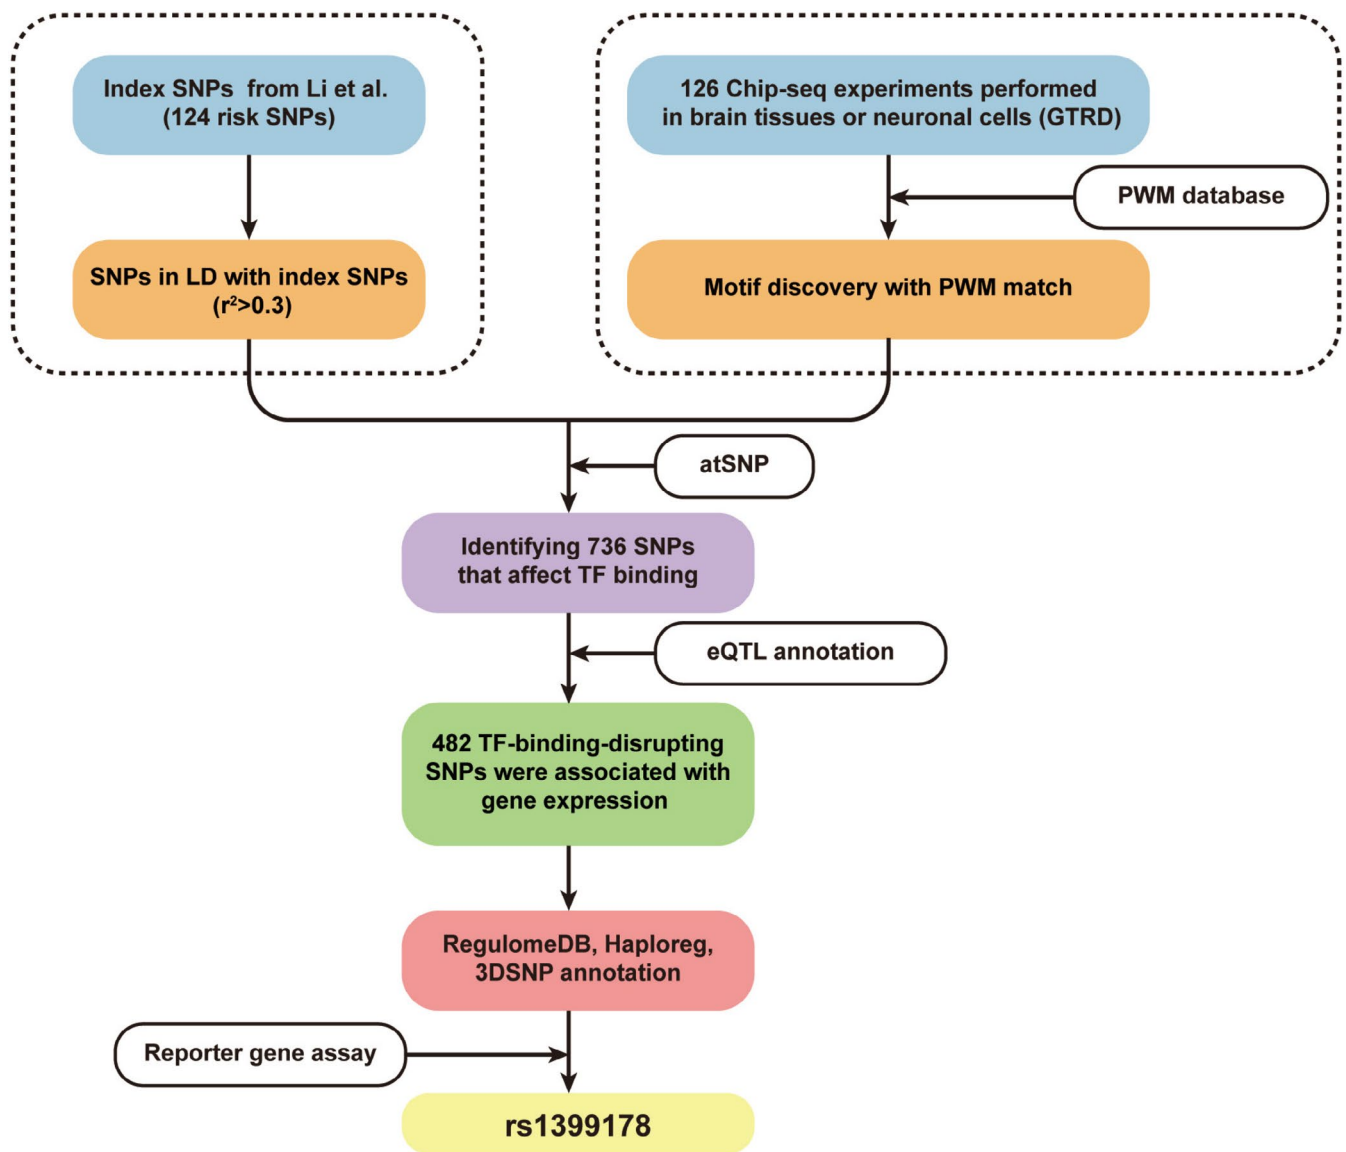 Index SNPs from Li et al.
(124 risk SNPs)
126 Chip-seq experiments performed
in brain tissues or neuronal cells (GTRD)
PWM database
SNPs in LD with index SNPs
(r²>0.3)
Motif discovery with PWM match
atSNP
Identifying 736 SNPs
that affect TF binding
eQTL annotation
482 TF-binding-disrupting
SNPs were associated with
gene expression
RegulomeDB, Haploreg,
3DSNP annotation
Reporter gene assay
rs1399178